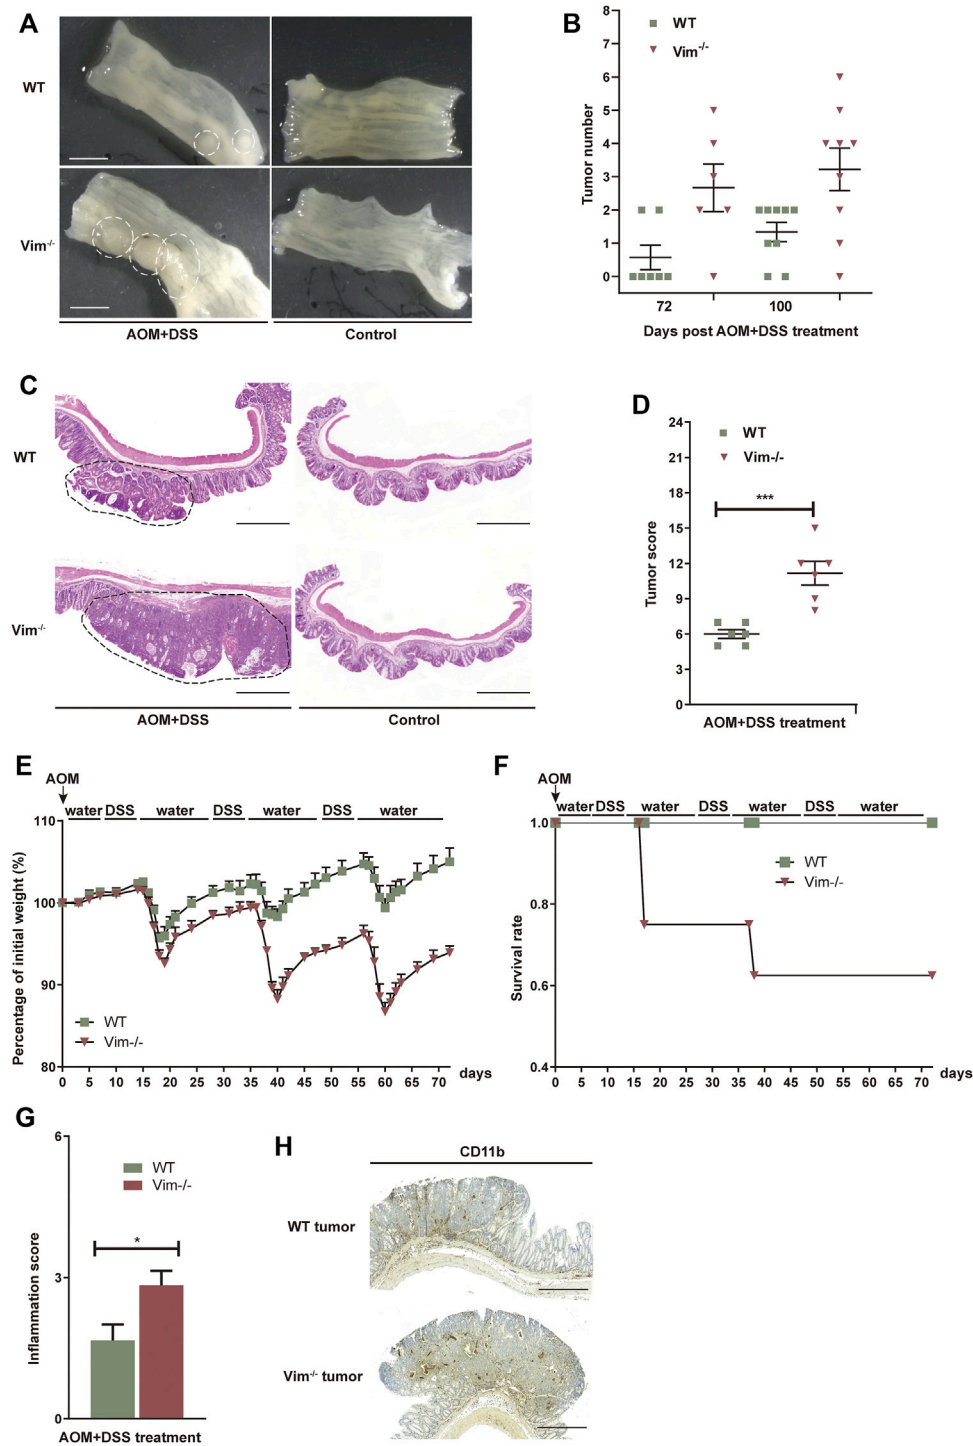 A
WT
Vim-/-
AOM+DSS
Control
B
8
7
6
5
4
3
2
1
0
Tumor number
WT
Vim-/-
72
100
Days post AOM+DSS treatment
C
WT
Vim-/-
AOM+DSS
Control
D
24
21
18
15
12
9
6
3
0
Tumor score
WT
Vim-/-
***
AOM+DSS treatment
E
AOM
water DSS water DSS water DSS water
110
100
90
80
Percentage of initial weight (%)
WT
Vim-/-
0 5 10 15 20 25 30 35 40 45 50 55 60 65 70 days
F
AOM
water DSS water DSS water DSS water
1.0
0.8
0.6
0.4
Survival rate
WT
Vim-/-
0 5 10 15 20 25 30 35 40 45 50 55 60 65 70 days
G
6
3
0
Inflammation score
WT
Vim-/-
*
AOM+DSS treatment
H
CD11b
WT tumor
Vim-/- tumor